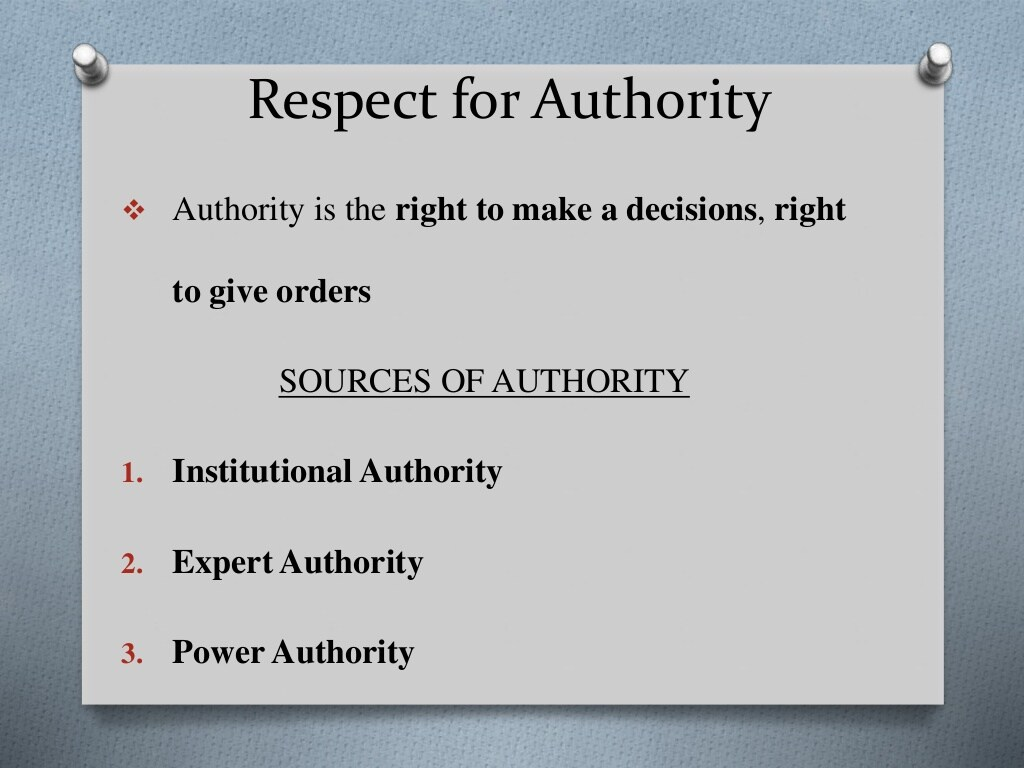 Respect for Authority
❖ Authority is the right to make a decisions, right
to give orders
SOURCES OF AUTHORITY
1. Institutional Authority
2. Expert Authority
3. Power Authority